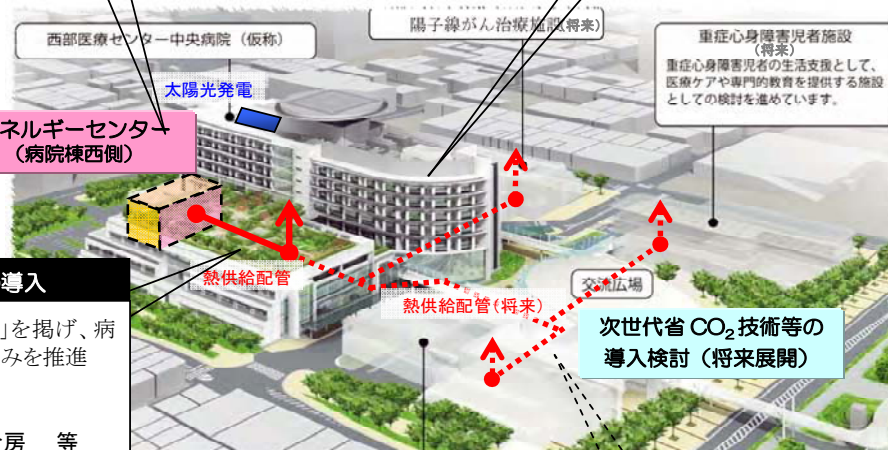 西部医療センター中央病院（仮称）
陽子線がん治療施設(将来)
重症心身障害児者施設
（将来）
重症心身障害児者の生活支援として、
医療ケアや専門的教育を提供する施設
としての検討を進めています。
太陽光発電
ネルギーセンター
（病院棟西側）
導入
」を掲げ、病
みを推進
房　等
熱供給配管
熱供給配管（将来）
交流広場
次世代省CO₂技術等の
導入検討（将来展開）